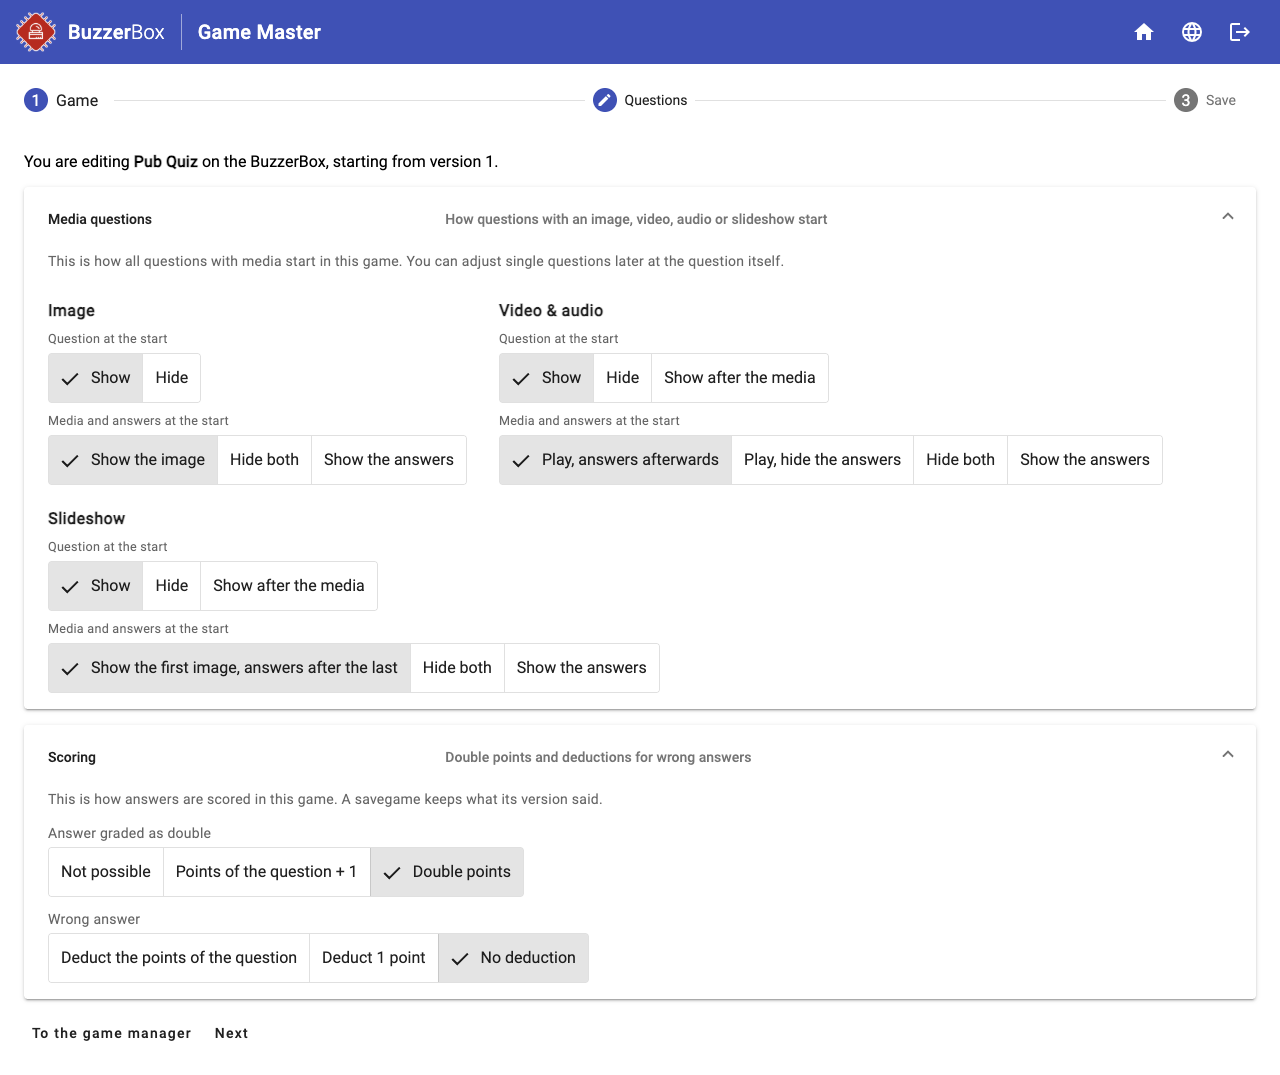 BuzzerBox Game Master
1 Game Questions 3 Save
You are editing Pub Quiz on the BuzzerBox, starting from version 1.
Media questions How questions with an image, video, audio or slideshow start
This is how all questions with media start in this game. You can adjust single questions later at the question itself.
Image
Question at the start
Show Hide
Media and answers at the start
Show the image Hide both Show the answers
Video & audio
Question at the start
Show Hide Show after the media
Media and answers at the start
Play, answers afterwards Play, hide the answers Hide both Show the answers
Slideshow
Question at the start
Show Hide Show after the media
Media and answers at the start
Show the first image, answers after the last Hide both Show the answers
Scoring Double points and deductions for wrong answers
This is how answers are scored in this game. A savegame keeps what its version said.
Answer graded as double
Not possible Points of the question + 1 Double points
Wrong answer
Deduct the points of the question Deduct 1 point No deduction
To the game manager Next